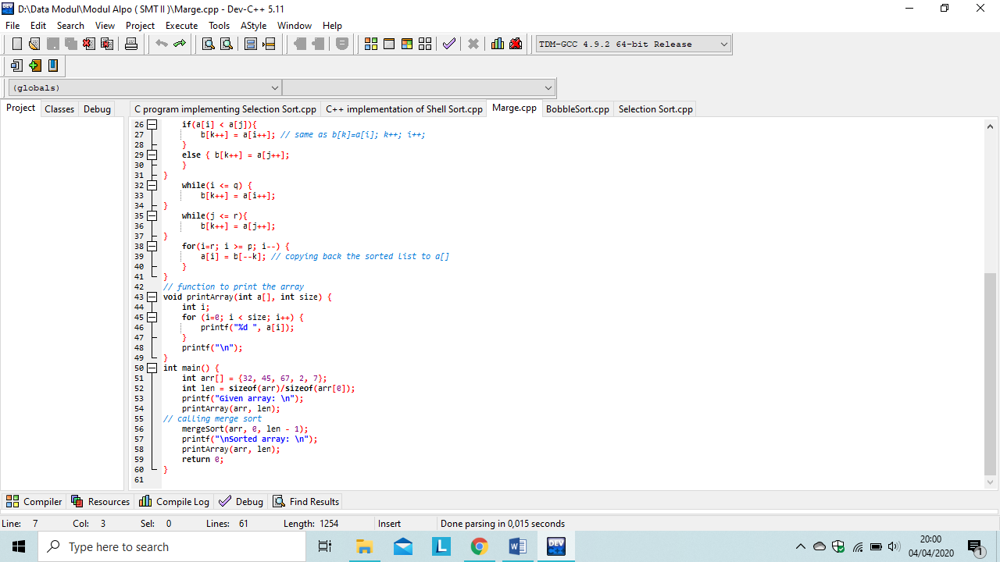 D:\Data Modul\Modul Alpo ( SMT II )\Marge.cpp - Dev-C++ 5.11
File Edit Search View Project Execute Tools AStyle Window Help
TDM-GCC 4.9.2 64-bit Release
(globals)
Project Classes Debug
C program implementing Selection Sort.cpp C++ implementation of Shell Sort.cpp Marge.cpp BobbleSort.cpp Selection Sort.cpp
26 if(a[i] < a[j]){
27 b[k++] = a[i++]; // same as b[k]=a[i]; k++; i++;
28 }
29 else { b[k++] = a[j++];
30 }
31 }
32 while(i <= q) {
33 b[k++] = a[i++];
34 }
35 while(j <= r){
36 b[k++] = a[j++];
37 }
38 for(i=r; i >= p; i--) {
39 a[i] = b[--k]; // copying back the sorted list to a[]
40 }
41 }
42 // function to print the array
43 void printArray(int a[], int size) {
44 int i;
45 for (i=0; i < size; i++) {
46 printf("%d ", a[i]);
47 }
48 printf("\n");
49 }
50 int main() {
51 int arr[] = {32, 45, 67, 2, 7};
52 int len = sizeof(arr)/sizeof(arr[0]);
53 printf("Given array: \n");
54 printArray(arr, len);
55 // calling merge sort
56 mergeSort(arr, 0, len - 1);
57 printf("\nSorted array: \n");
58 printArray(arr, len);
59 return 0;
60 }
61
Compiler Resources Compile Log Debug Find Results
Line: 7 Col: 3 Sel: 0 Lines: 61 Length: 1254 Insert Done parsing in 0,015 seconds
Type here to search
20:00
04/04/2020
1